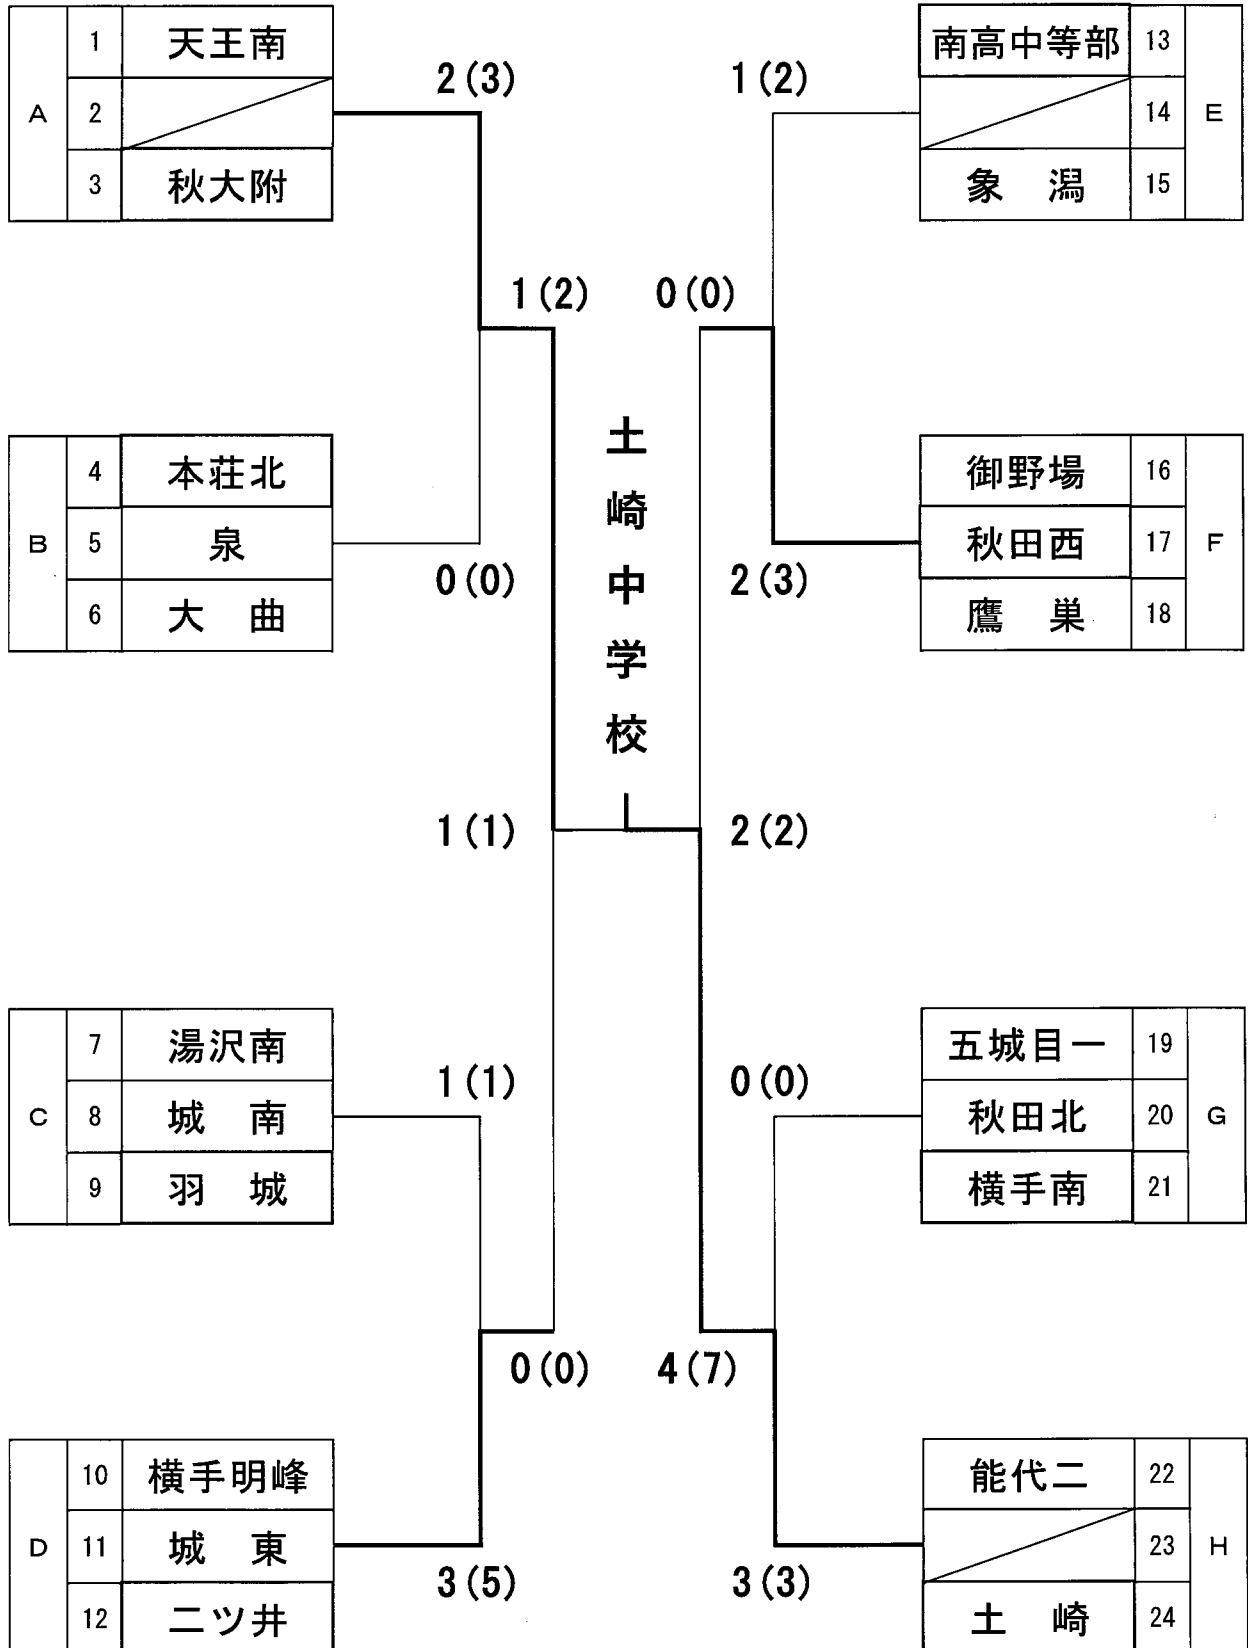 A
1 天王南
2
3 秋大附
2(3)
B
4 本荘北
5 泉
6 大 曲
0(0)
1(2)
C
7 湯沢南
8 城 南
9 羽 城
1(1)
D
10 横手明峰
11 城 東
12 二ツ井
3(5)
0(0)
1(1)
土崎中学校
2(2)
南高中等部 13
14
象 潟 15
E
1(2)
0(0)
御野場 16
秋田西 17
鷹 巣 18
F
2(3)
五城目一 19
秋田北 20
横手南 21
G
0(0)
4(7)
能代二 22
23
土 崎 24
H
3(3)